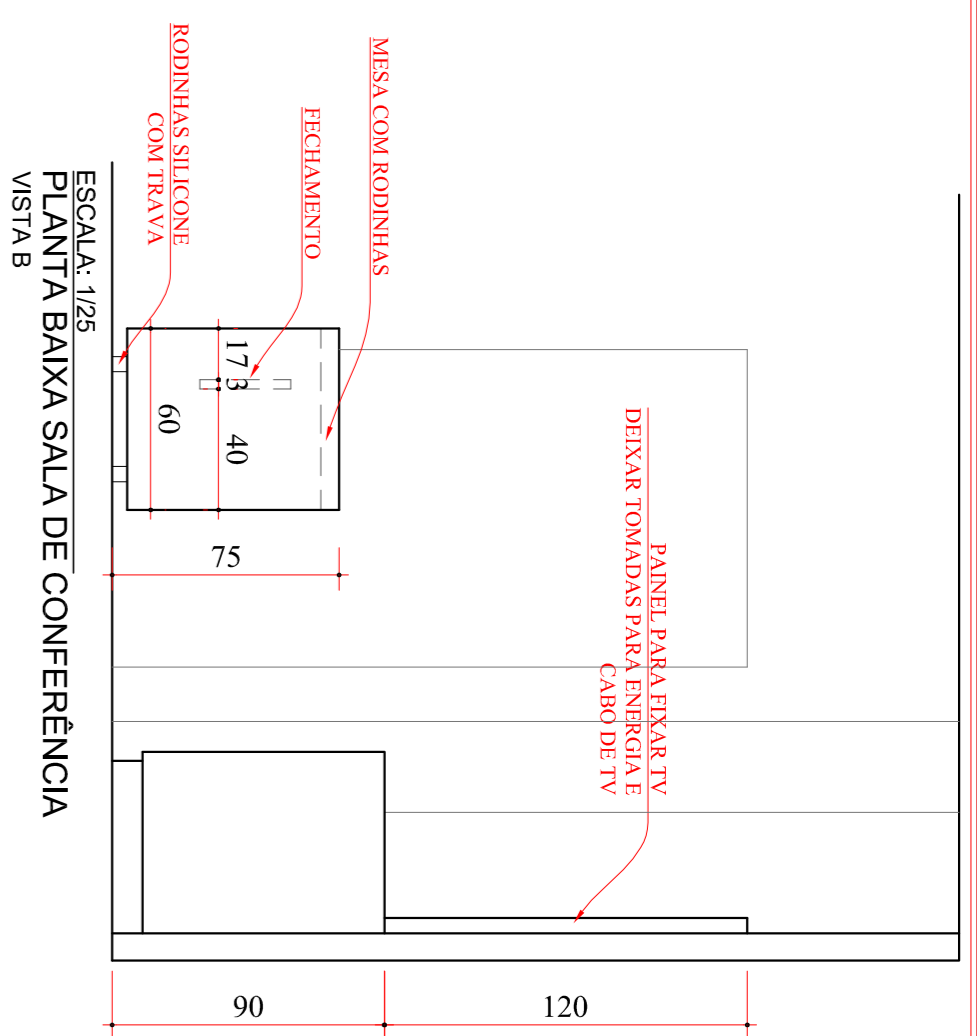 MESA COM RODINHAS
FECHAMENTO
RODINHAS SILICONE
COM TRAVA
PAINEL PARA FIXAR TV
DEIXAR TOMADAS PARA ENERGIA E
CABO DE TV
17 3 40
60
75
90
120
ESCALA: 1/25
PLANTA BAIXA SALA DE CONFERÊNCIA
VISTA B